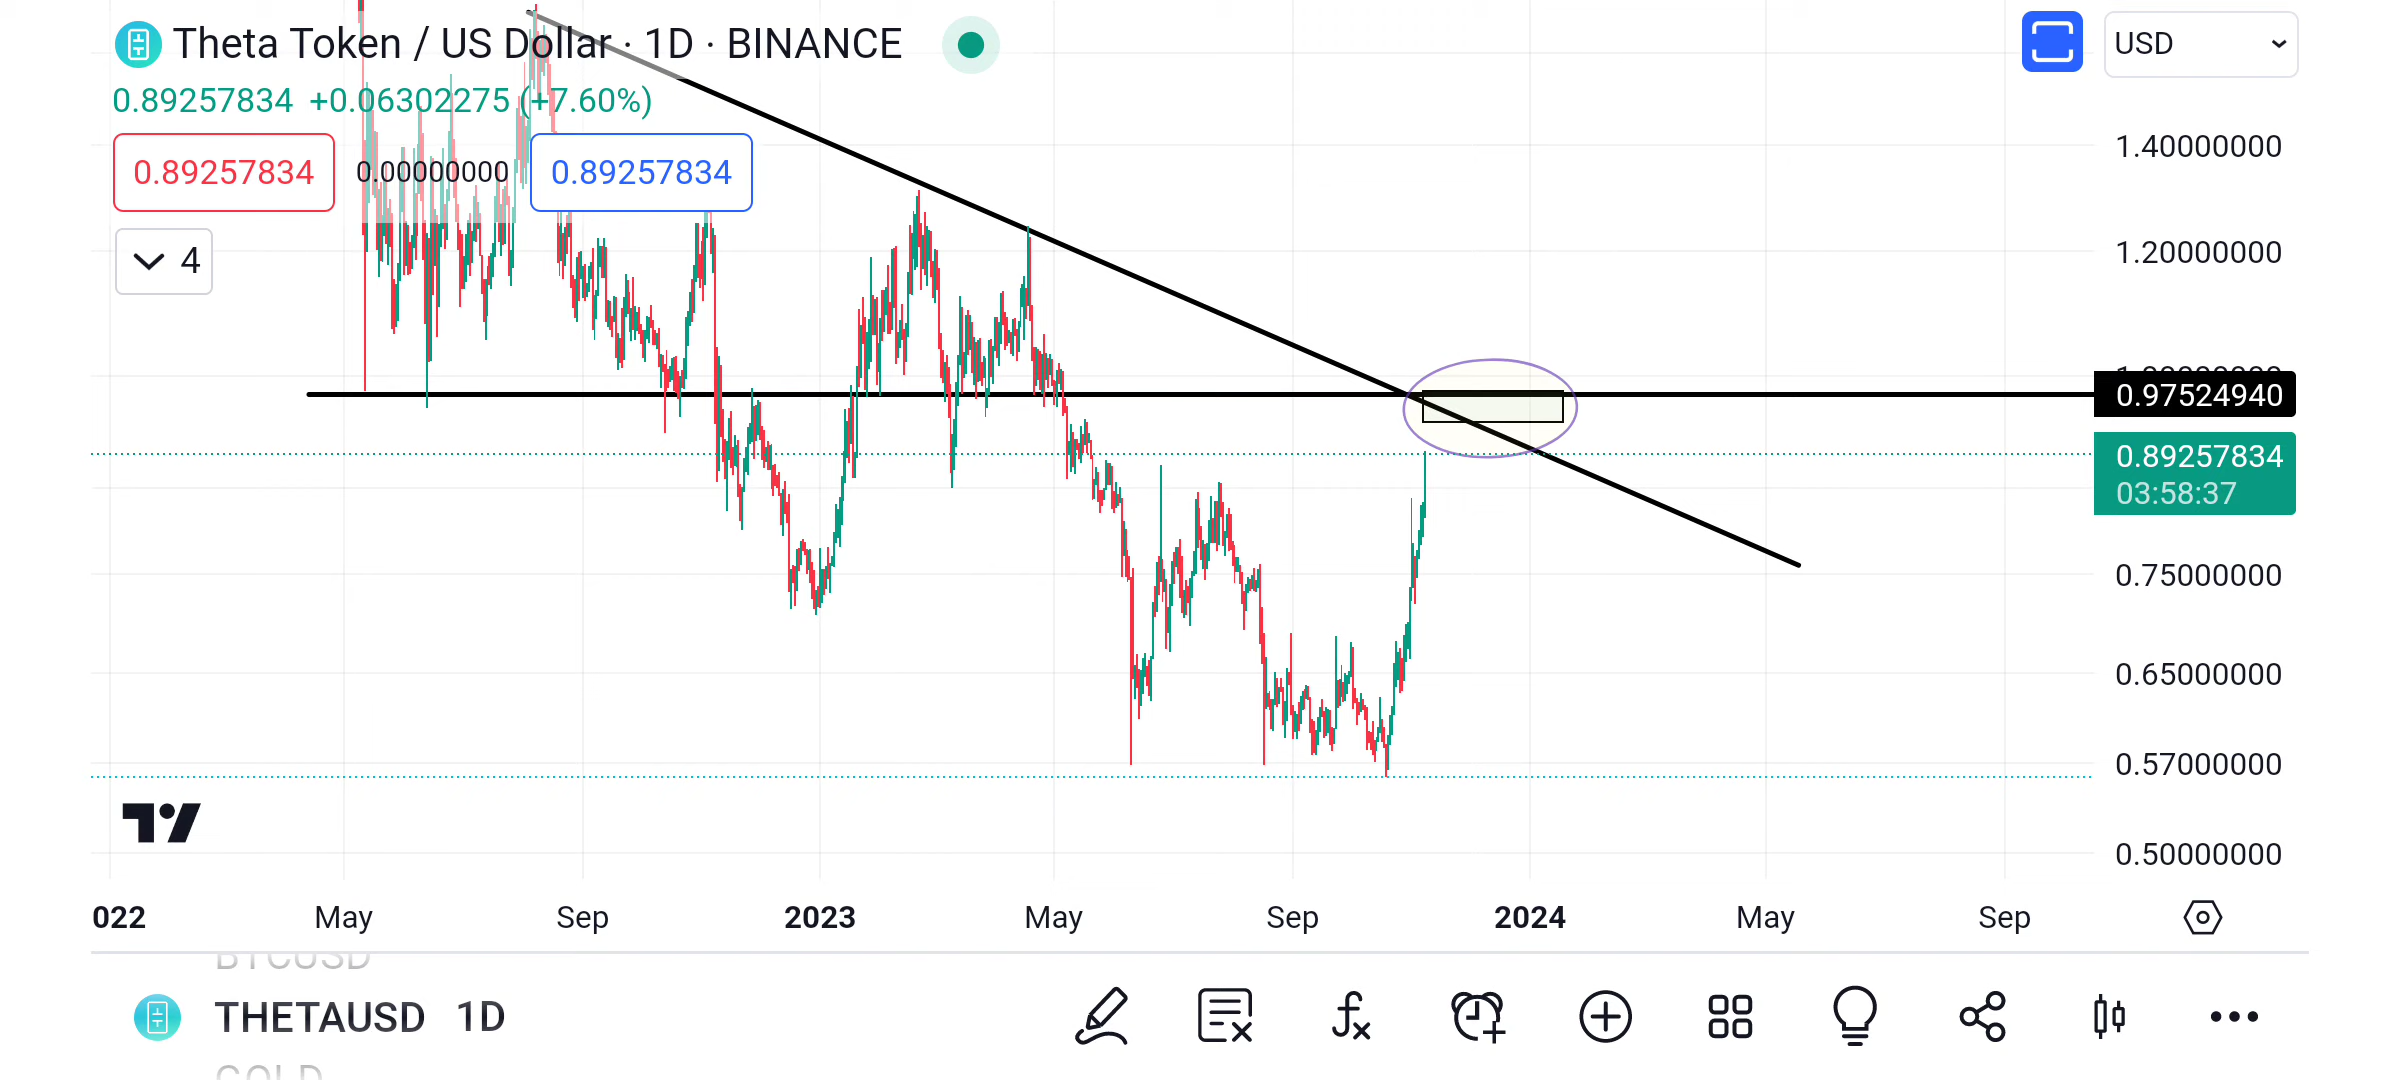 Theta Token / US Dollar · 1D · BINANCE
USD
0.89257834 +0.06302275 (+7.60%)
0.89257834 0.00000000 0.89257834
4
1.40000000
1.20000000
0.97524940
0.89257834
03:58:37
0.75000000
0.65000000
0.57000000
0.50000000
022 May Sep 2023 May Sep 2024 May Sep
BTCUSD
THETAUSD 1D
GOLD